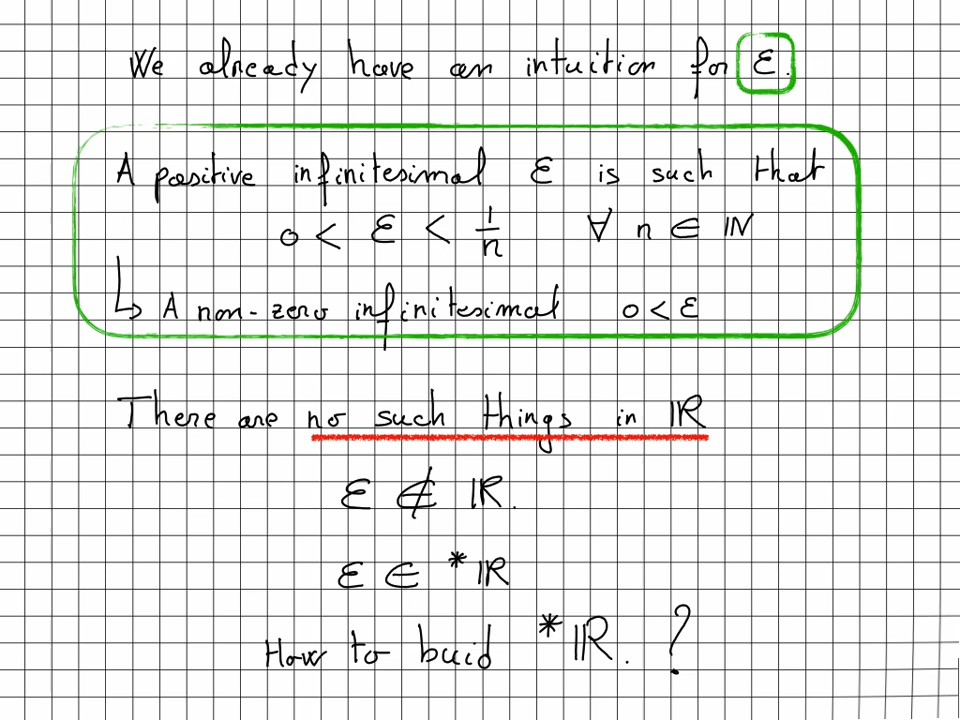 We already have an intuition for ε.
A positive infinitesimal ε is such that
0 < ε < 1/n ∀ n ∈ ℕ
↳ A non-zero infinitesimal 0 < ε
There are no such things in ℝ
ε ∉ ℝ.
ε ∈ *ℝ
How to buid *ℝ. ?